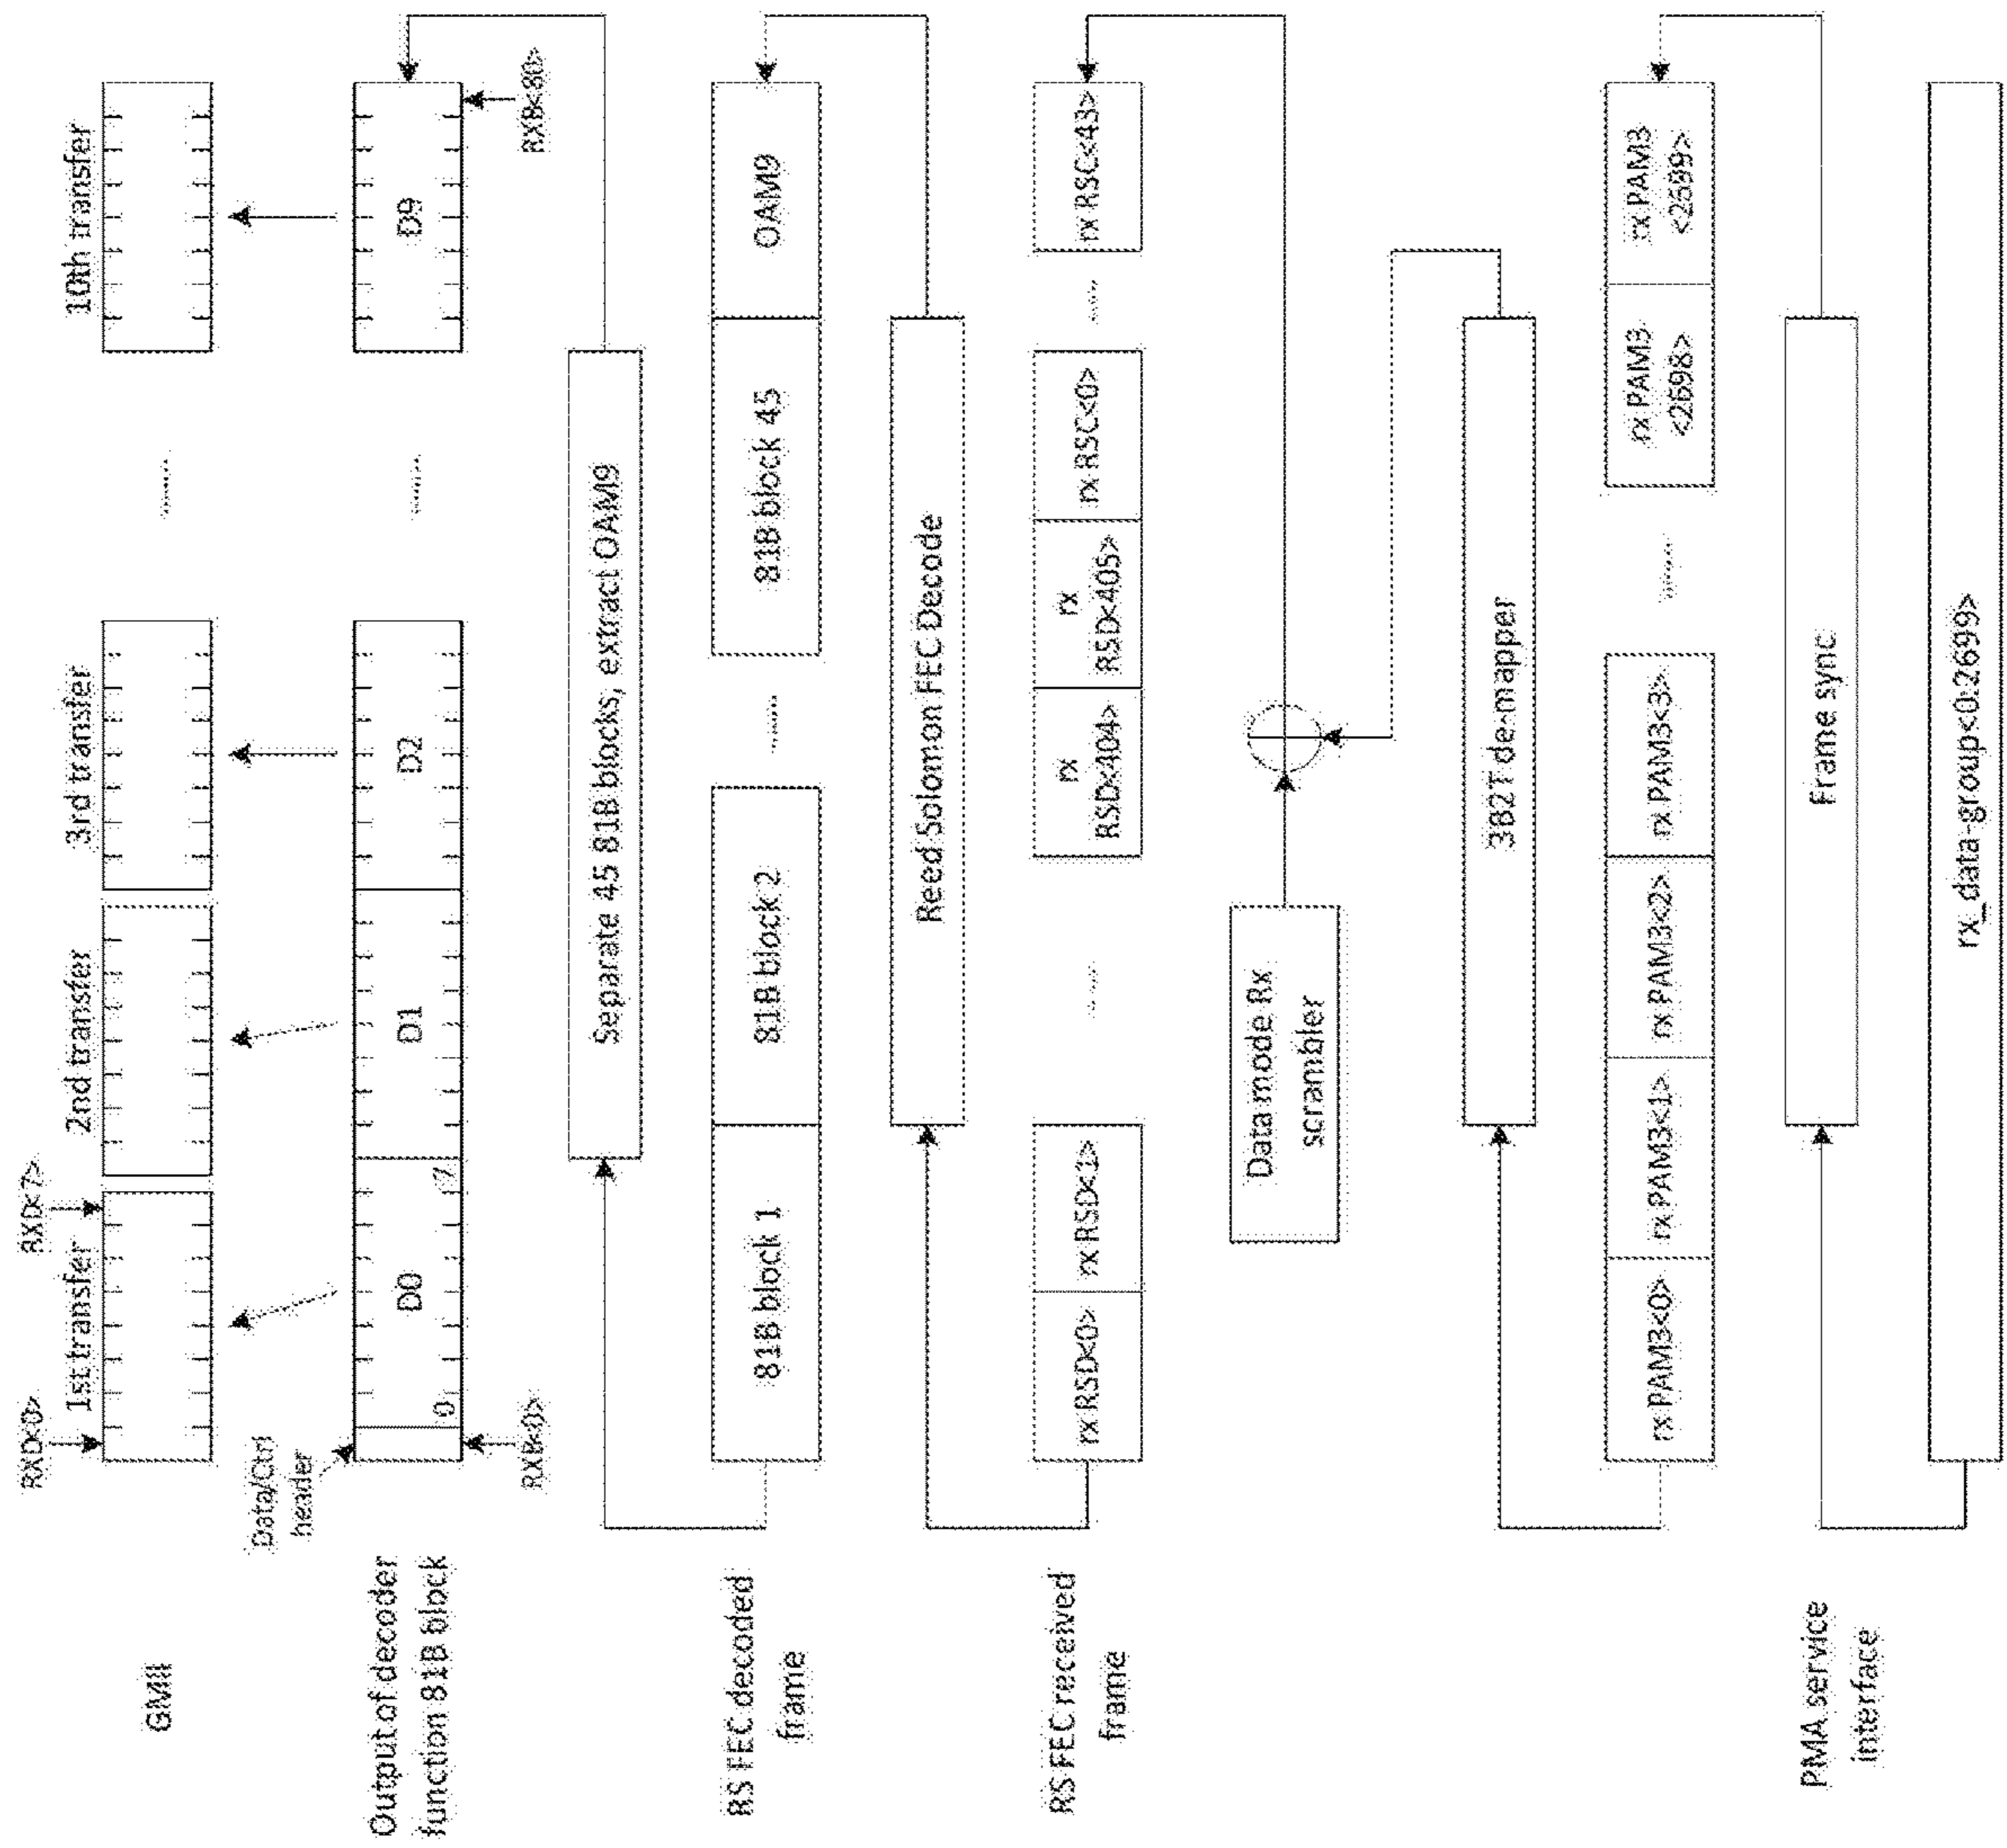 RXD<0>
RXD<7>
1st transfer
2nd transfer
3rd transfer
10th transfer
GMII
Data/Ctrl
header
Output of decoder
function 81B block
0
D0
7
D1
D2
D9
RXB<0>
RXB<80>
Separate 45 81B blocks, extract OAM9
RS FEC decoded
frame
81B block 1
81B block 2
81B block 45
OAM9
Reed Solomon FEC Decode
RS FEC received
frame
rx RSD<0>
rx RSD<1>
rx
RSD<404>
rx
RSD<405>
rx RSC<0>
rx RSC<43>
Data mode Rx
scrambler
3B2T de-mapper
rx PAM3<0>
rx PAM3<1>
rx PAM3<2>
rx PAM3<3>
rx PAM3
<2698>
rx PAM3
<2699>
PMA service
interface
Frame sync
rx_data-group<0:2699>